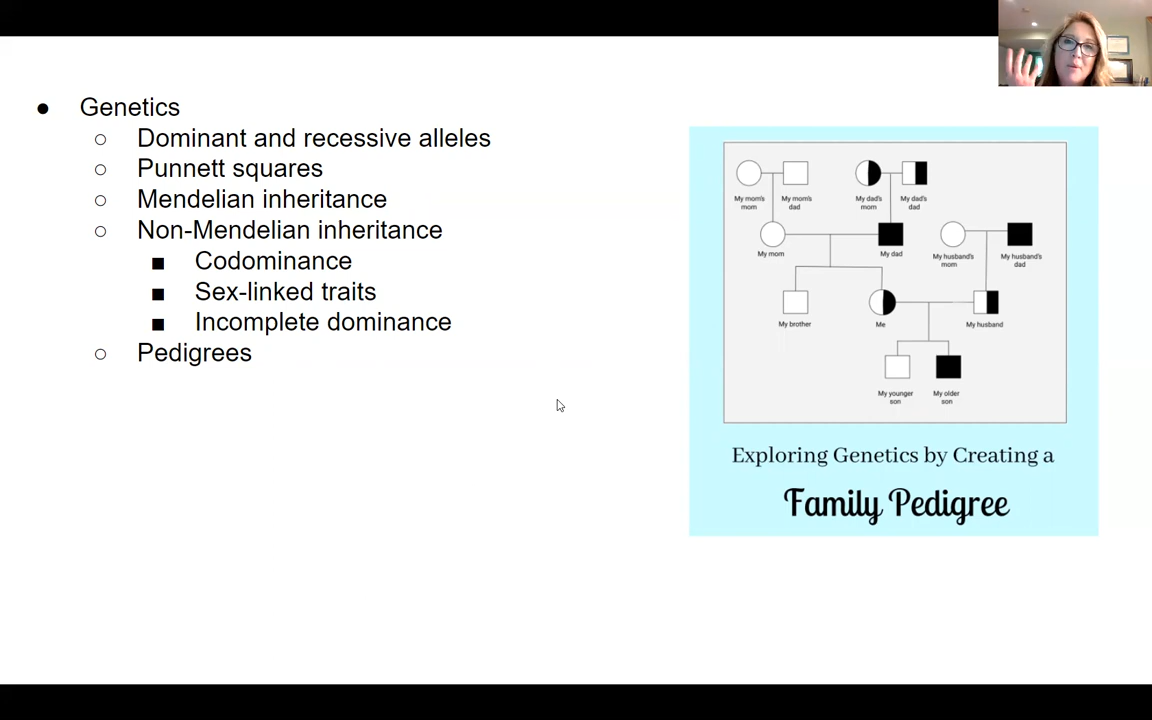 ● Genetics
○ Dominant and recessive alleles
○ Punnett squares
○ Mendelian inheritance
○ Non-Mendelian inheritance
■ Codominance
■ Sex-linked traits
■ Incomplete dominance
○ Pedigrees
My mom's
mom
My mom's
dad
My dad's
mom
My dad's
dad
My mom
My dad
My husband's
mom
My husband's
dad
My brother
Me
My husband
My younger
son
My older
son
Exploring Genetics by Creating a
Family Pedigree